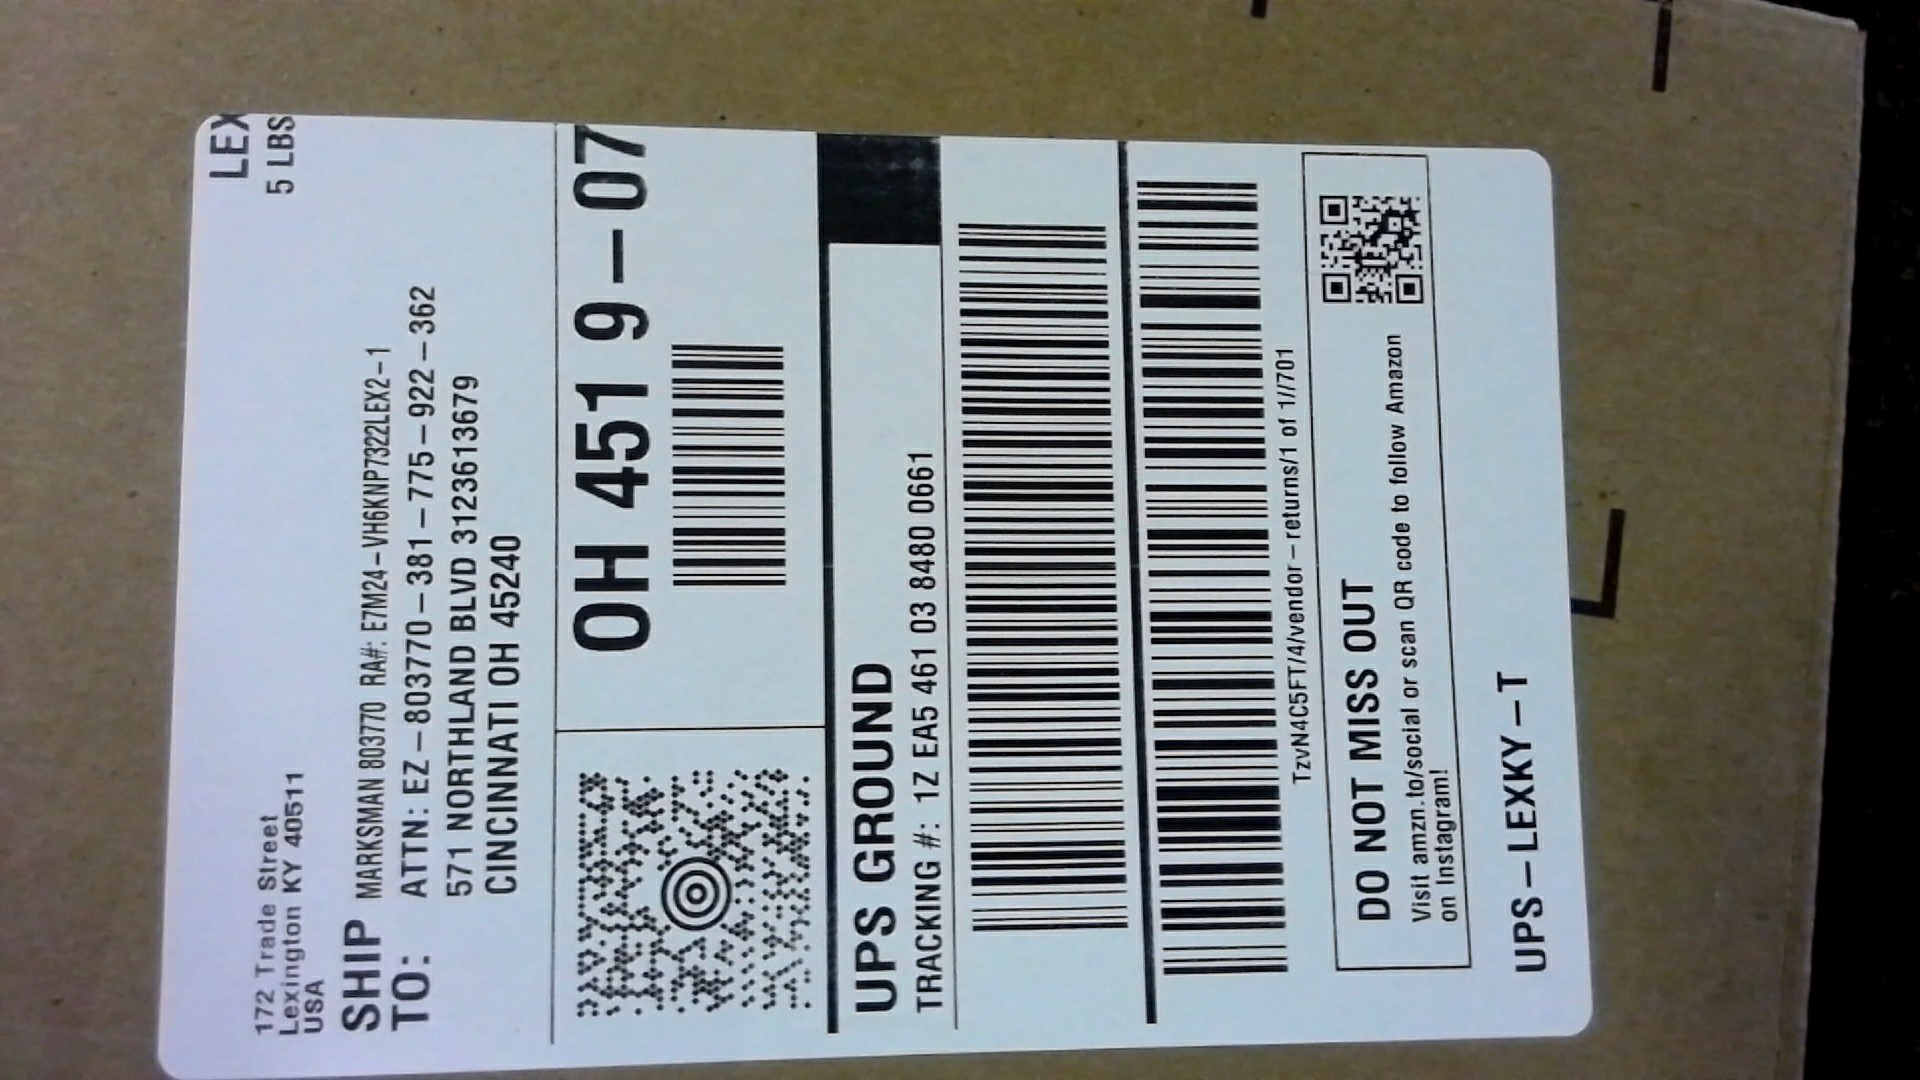 LEX
5 LBS
172 Trade Street
Lexington KY 40511
USA
SHIP
TO:
MARKSMAN 803770 RA#: E7M24-VH6KNP7322LEX2-1
ATTN: EZ-803770-381-775-922-362
571 NORTHLAND BLVD 3123613679
CINCINNATI OH 45240
OH 451 9-07
UPS GROUND
TRACKING #: 1Z EA5 461 03 8480 0661
TzvN4C5FT/4/vendor-returns/1 of 1//701
DO NOT MISS OUT
Visit amzn.to/social or scan QR code to follow Amazon
on Instagram!
UPS-LEXKY-T